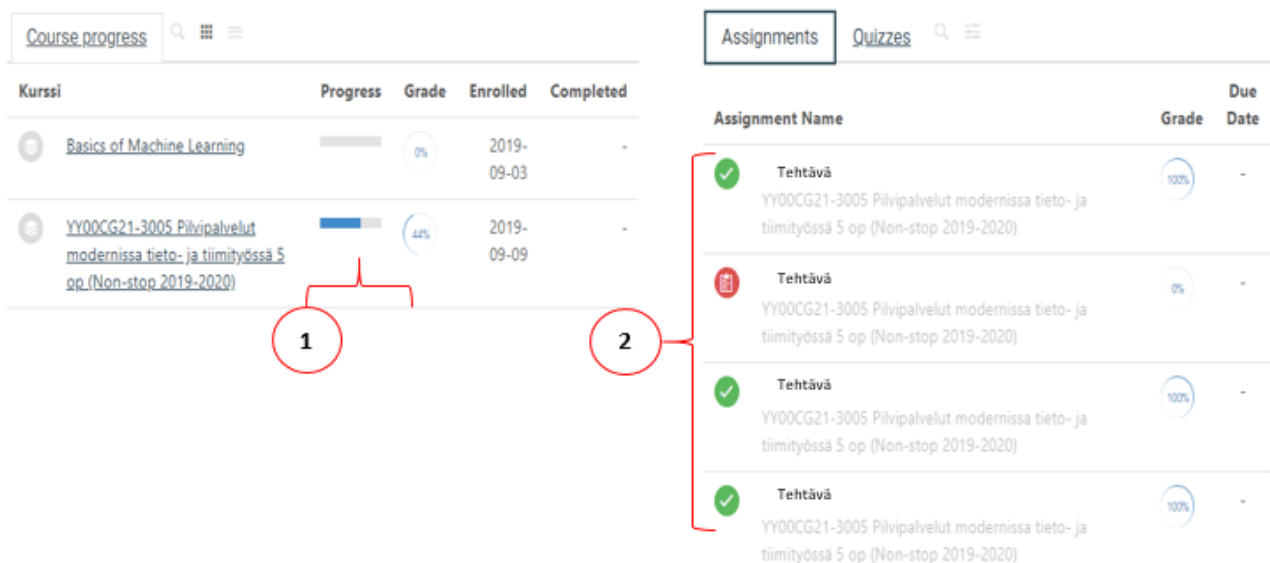 Course progress
Kurssi Progress Grade Enrolled Completed
Basics of Machine Learning 0% 2019- -
09-03
YY00CG21-3005 Pilvipalvelut 44% 2019- -
modernissa tieto- ja tiimityössä 5 09-09
op (Non-stop 2019-2020)
1
2
Assignments Quizzes
Due
Assignment Name Grade Date
Tehtävä 100% -
YY00CG21-3005 Pilvipalvelut modernissa tieto- ja
tiimityössä 5 op (Non-stop 2019-2020)
Tehtävä 0% -
YY00CG21-3005 Pilvipalvelut modernissa tieto- ja
tiimityössä 5 op (Non-stop 2019-2020)
Tehtävä 100% -
YY00CG21-3005 Pilvipalvelut modernissa tieto- ja
tiimityössä 5 op (Non-stop 2019-2020)
Tehtävä 100% -
YY00CG21-3005 Pilvipalvelut modernissa tieto- ja
tiimityössä 5 op (Non-stop 2019-2020)